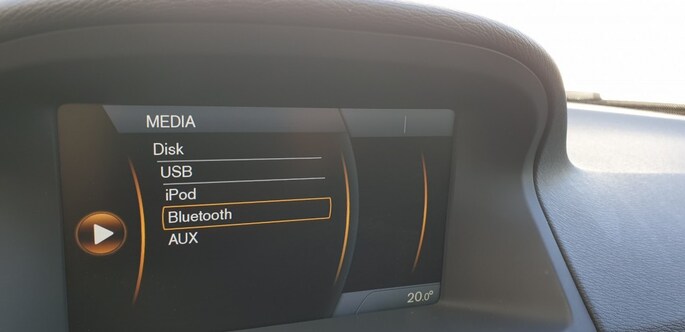 MEDIA
Disk
USB
iPod
Bluetooth
AUX
20.0°